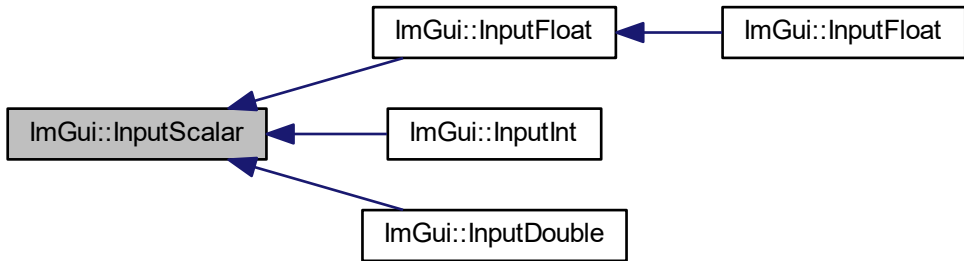 ImGui::InputFloat
ImGui::InputFloat
ImGui::InputScalar
ImGui::InputInt
ImGui::InputDouble